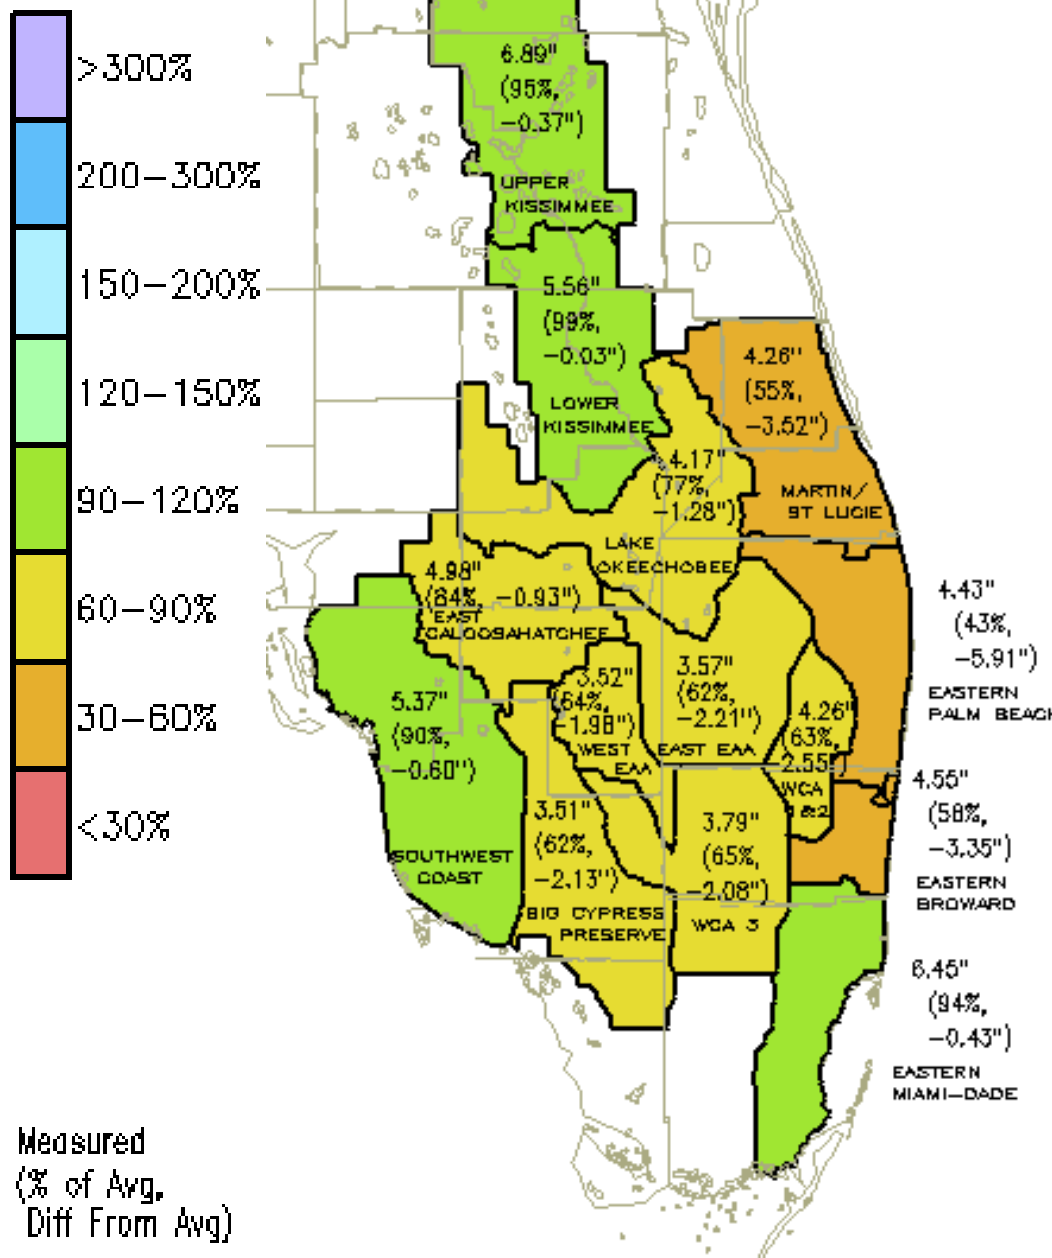 >300%
200-300%
150-200%
120-150%
90-120%
60-90%
30-60%
<30%
6.89"
(95%,
-0.37")
UPPER
KISSIMMEE
5.56"
(99%,
-0.03")
LOWER
KISSIMMEE
4.26"
(55%,
-3.52")
MARTIN/
ST LUCIE
4.17"
(77%,
-1.28")
LAKE
OKEECHOBEE
4.98"
(84%, -0.93")
EAST
CALOOSAHATCHEE
4.43"
(43%,
-5.91")
EASTERN
PALM BEACH
5.37"
(90%,
-0.60")
SOUTHWEST
COAST
3.52"
(64%,
-1.98")
WEST
EAA
3.57"
(62%,
-2.21")
EAST EAA
4.26"
(63%,
-2.55")
WCA
1&2
3.51"
(62%,
-2.13")
BIG CYPRESS
PRESERVE
3.79"
(65%,
-2.08")
WCA 3
4.55"
(58%,
-3.35")
EASTERN
BROWARD
6.45"
(94%,
-0.43")
EASTERN
MIAMI-DADE
Measured
(% of Avg,
Diff From Avg)